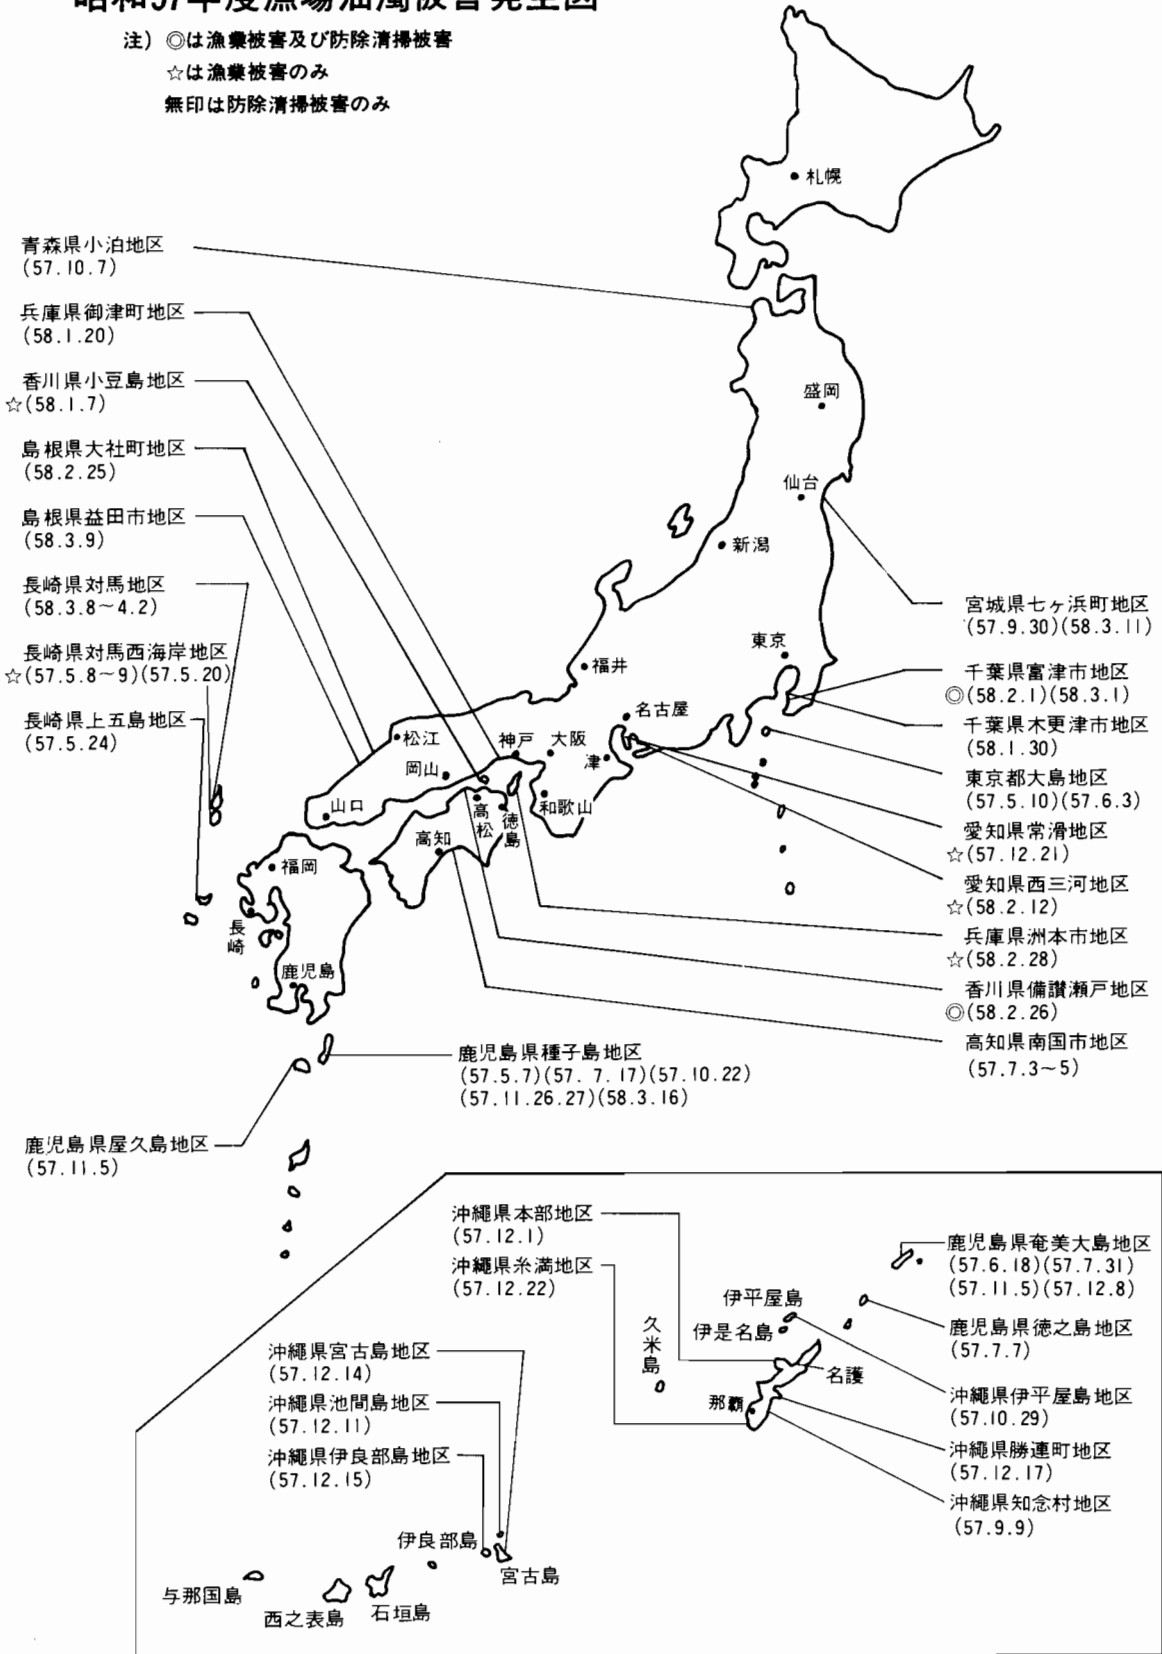 昭和57年度漁場油濁被害発生図
注) ◎は漁業被害及び防除清掃被害
☆は漁業被害のみ
無印は防除清掃被害のみ
札幌
盛岡
仙台
新潟
東京
福井
名古屋
津
大阪
神戸
和歌山
松江
岡山
山口
高松
徳島
高知
福岡
長崎
鹿児島
青森県小泊地区
(57.10.7)
兵庫県御津町地区
(58.1.20)
香川県小豆島地区
☆(58.1.7)
島根県大社町地区
(58.2.25)
島根県益田市地区
(58.3.9)
長崎県対馬地区
(58.3.8~4.2)
長崎県対馬西海岸地区
☆(57.5.8~9)(57.5.20)
長崎県上五島地区
(57.5.24)
宮城県七ヶ浜町地区
(57.9.30)(58.3.11)
千葉県富津市地区
◎(58.2.1)(58.3.1)
千葉県木更津市地区
(58.1.30)
東京都大島地区
(57.5.10)(57.6.3)
愛知県常滑地区
☆(57.12.21)
愛知県西三河地区
☆(58.2.12)
兵庫県洲本市地区
☆(58.2.28)
香川県備讃瀬戸地区
◎(58.2.26)
高知県南国市地区
(57.7.3~5)
鹿児島県種子島地区
(57.5.7)(57.7.17)(57.10.22)
(57.11.26.27)(58.3.16)
鹿児島県屋久島地区
(57.11.5)
沖縄県本部地区
(57.12.1)
沖縄県糸満地区
(57.12.22)
鹿児島県奄美大島地区
(57.6.18)(57.7.31)
(57.11.5)(57.12.8)
鹿児島県徳之島地区
(57.7.7)
沖縄県伊平屋島地区
(57.10.29)
沖縄県勝連町地区
(57.12.17)
沖縄県知念村地区
(57.9.9)
伊平屋島
伊是名島
久米島
名護
那覇
沖縄県宮古島地区
(57.12.14)
沖縄県池間島地区
(57.12.11)
沖縄県伊良部島地区
(57.12.15)
伊良部島
宮古島
与那国島
西之表島
石垣島